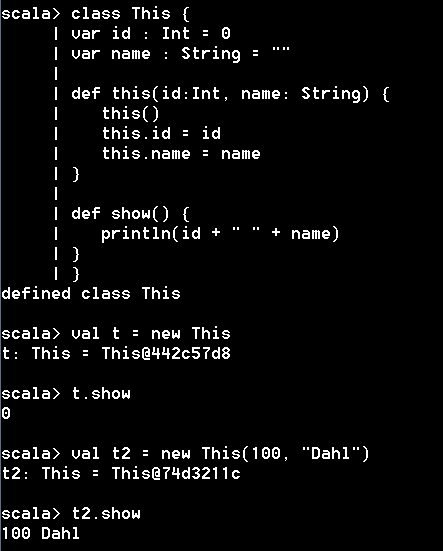 scala> class This {
     | var id : Int = 0
     | var name : String = ""
     |
     | def this(id:Int, name: String) {
     |    this()
     |    this.id = id
     |    this.name = name
     | }
     |
     | def show() {
     |    println(id + " " + name)
     | }
     | }
defined class This
scala> val t = new This
t: This = This@442c57d8
scala> t.show
0
scala> val t2 = new This(100, "Dahl")
t2: This = This@74d3211c
scala> t2.show
100 Dahl